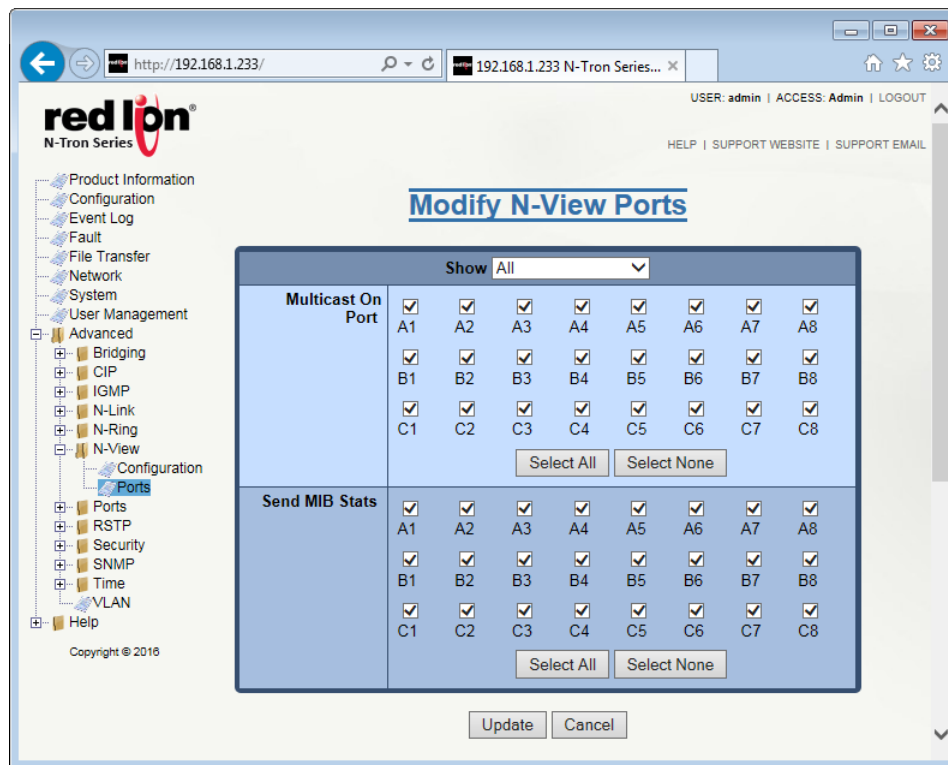 http://192.168.1.233/
192.168.1.233 N-Tron Series...
USER: admin | ACCESS: Admin | LOGOUT
red lion®
N-Tron Series
HELP | SUPPORT WEBSITE | SUPPORT EMAIL
Product Information
Configuration
Event Log
Fault
File Transfer
Network
System
User Management
Advanced
Bridging
CIP
IGMP
N-Link
N-Ring
N-View
Configuration
Ports
Ports
RSTP
Security
SNMP
Time
VLAN
Help
Copyright © 2016
Modify N-View Ports
Show All
Multicast On Port
A1 A2 A3 A4 A5 A6 A7 A8
B1 B2 B3 B4 B5 B6 B7 B8
C1 C2 C3 C4 C5 C6 C7 C8
Select All Select None
Send MIB Stats
A1 A2 A3 A4 A5 A6 A7 A8
B1 B2 B3 B4 B5 B6 B7 B8
C1 C2 C3 C4 C5 C6 C7 C8
Select All Select None
Update Cancel